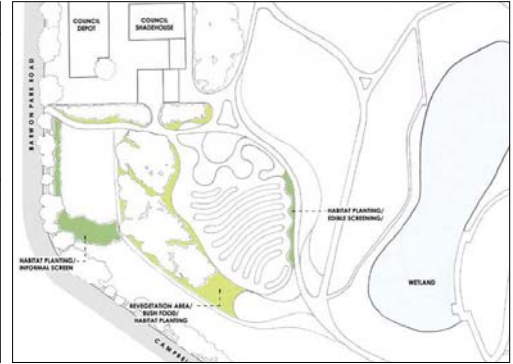 COUNCIL
DEPOT
COUNCIL
SHADEHOUSE
BARWON PARK ROAD
HABITAT PLANTING/
EDIBLE SCREENING/
HABITAT PLANTING/
INFORMAL SCREEN
WETLAND
REVEGETATION AREA/
BUSH FOOD/
HABITAT PLANTING